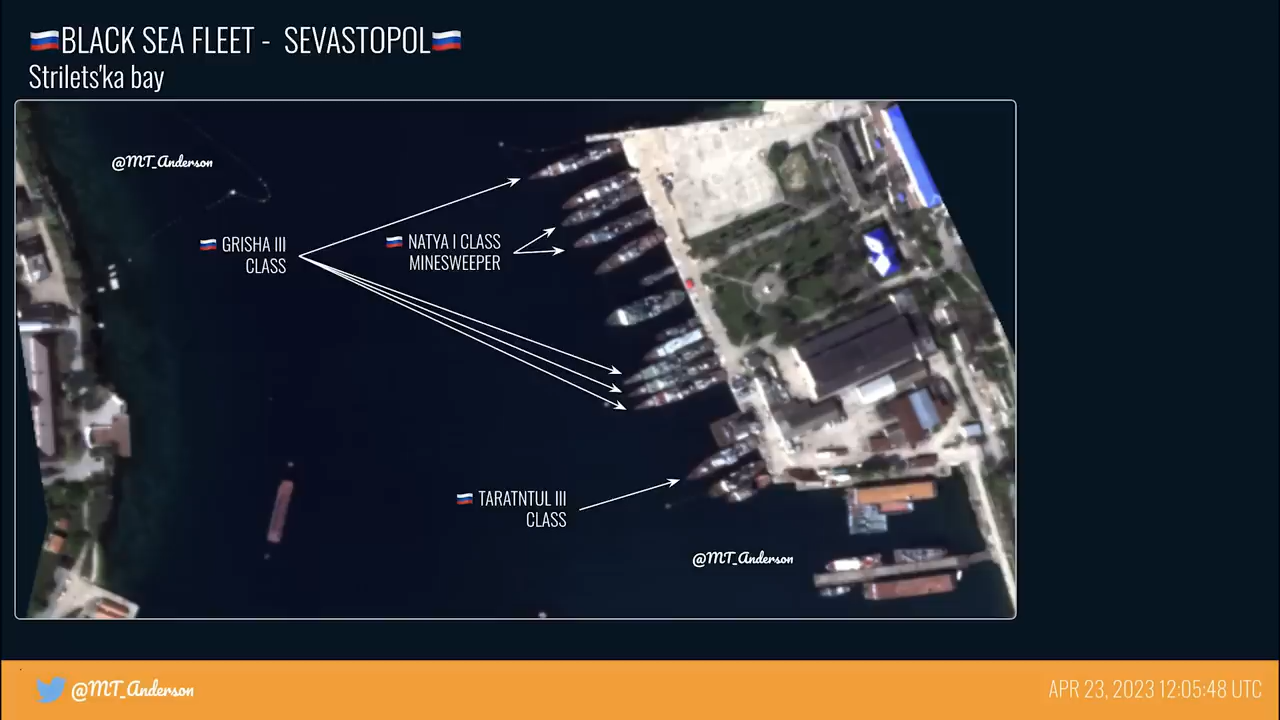 BLACK SEA FLEET - SEVASTOPOL
Strilets'ka bay
@MT_Anderson
GRISHA III
CLASS
NATYA I CLASS
MINESWEEPER
TARATNTUL III
CLASS
@MT_Anderson
@MT_Anderson
APR 23, 2023 12:05:48 UTC